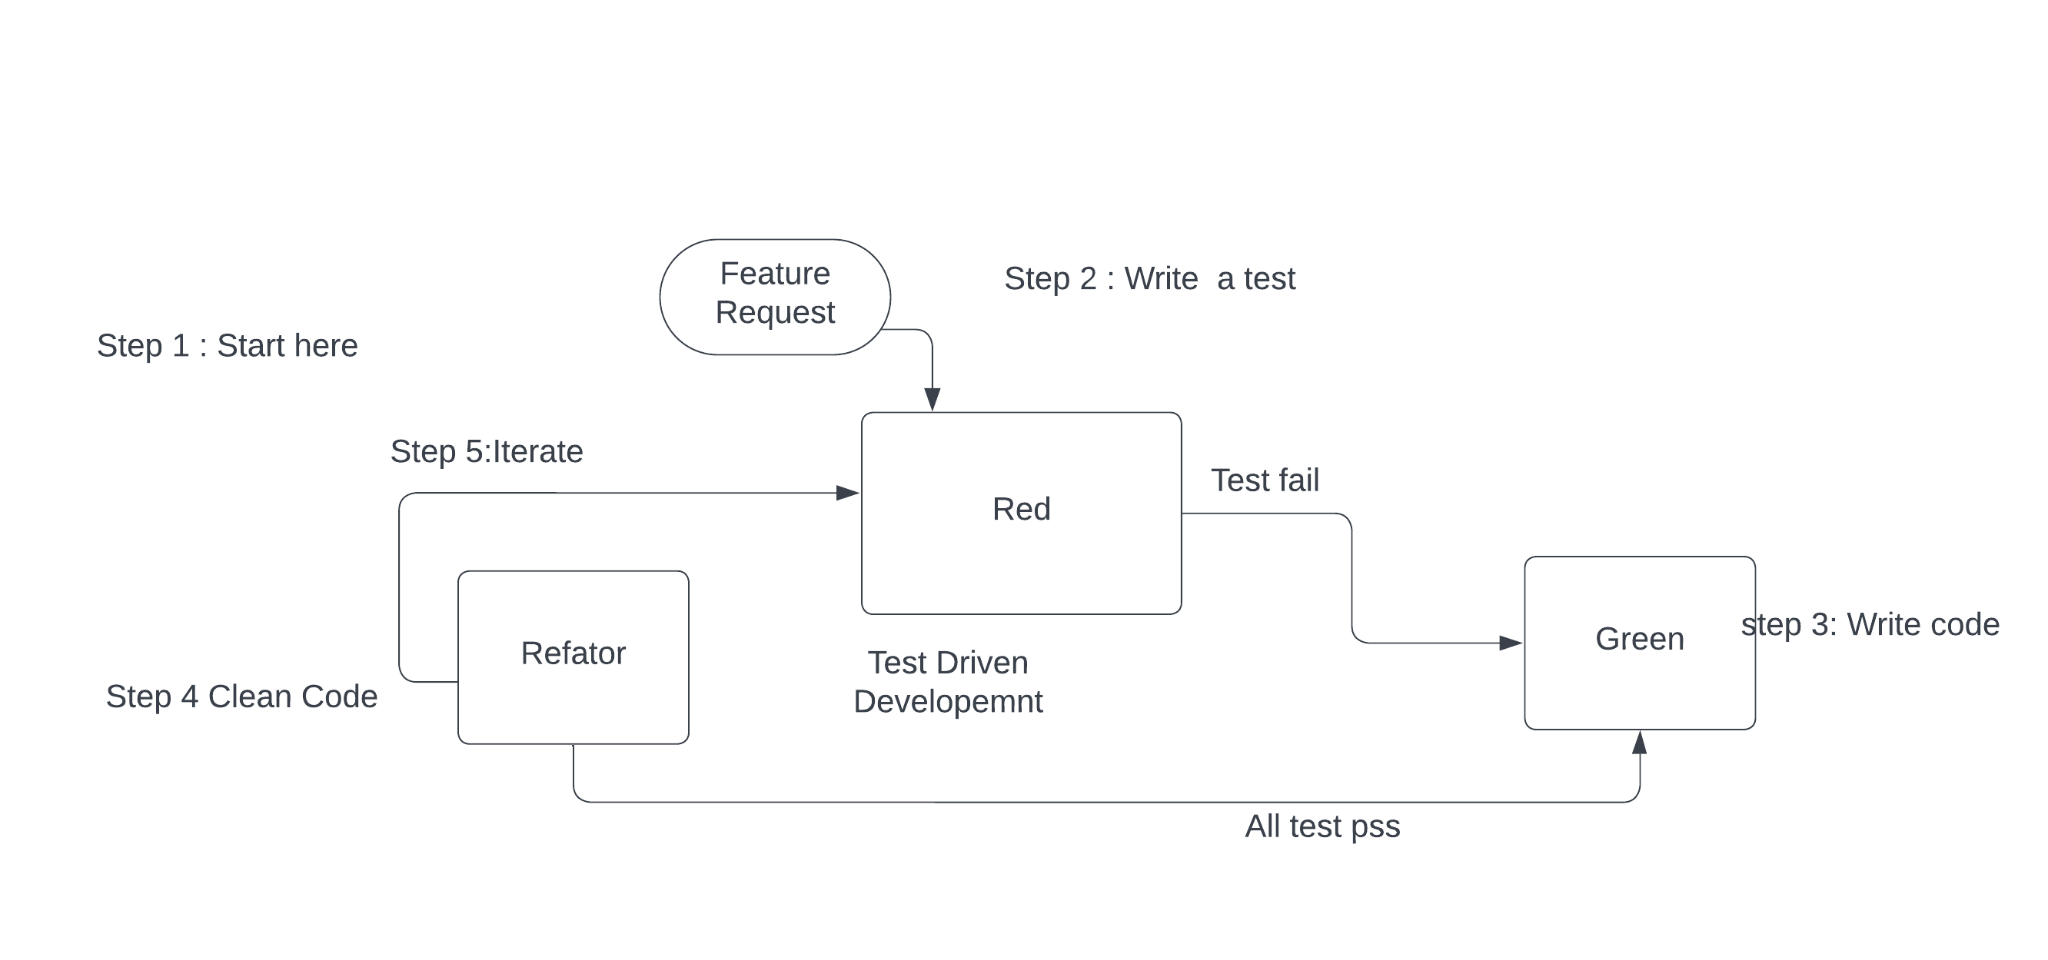 Feature
Request
Step 2 : Write  a test
Step 1 : Start here
Step 5:Iterate
Test fail
Red
Refator
Green
step 3: Write code
Test Driven
Developemnt
Step 4 Clean Code
All test pss